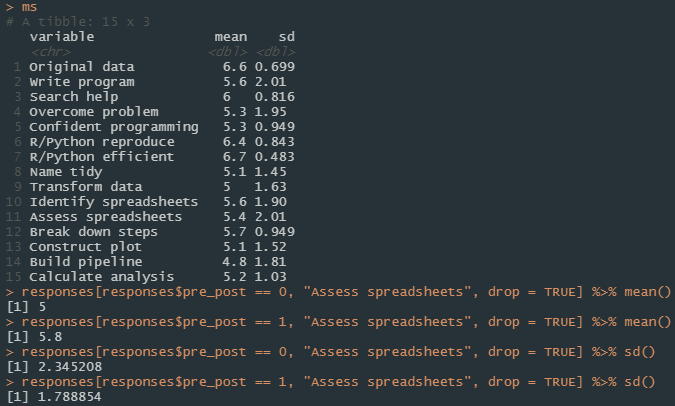 > ms
# A tibble: 15 x 3
variable mean sd
<chr> <dbl> <dbl>
1 Original data 6.6 0.699
2 Write program 5.6 2.01
3 Search help 6 0.816
4 Overcome problem 5.3 1.95
5 Confident programming 5.3 0.949
6 R/Python reproduce 6.4 0.843
7 R/Python efficient 6.7 0.483
8 Name tidy 5.1 1.45
9 Transform data 5 1.63
10 Identify spreadsheets 5.6 1.90
11 Assess spreadsheets 5.4 2.01
12 Break down steps 5.7 0.949
13 Construct plot 5.1 1.52
14 Build pipeline 4.8 1.81
15 Calculate analysis 5.2 1.03
> responses[responses$pre_post == 0, "Assess spreadsheets", drop = TRUE] %>% mean()
[1] 5
> responses[responses$pre_post == 1, "Assess spreadsheets", drop = TRUE] %>% mean()
[1] 5.8
> responses[responses$pre_post == 0, "Assess spreadsheets", drop = TRUE] %>% sd()
[1] 2.345208
> responses[responses$pre_post == 1, "Assess spreadsheets", drop = TRUE] %>% sd()
[1] 1.788854